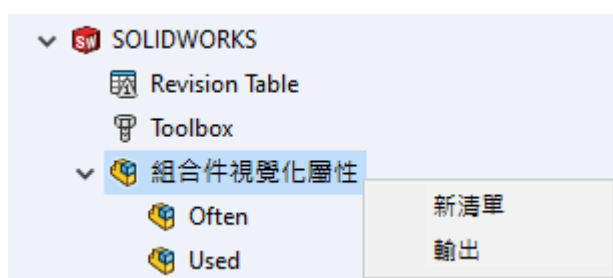 SOLIDWORKS
Revision Table
Toolbox
組合件視覺化屬性
新清單
Often
輸出
Used